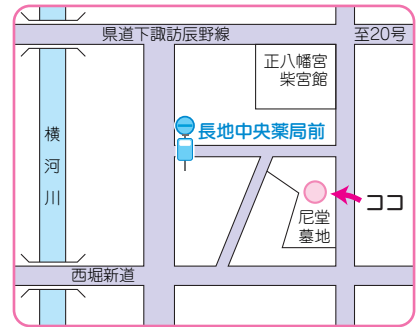 県道下諏訪辰野線
至20号
正八幡宮
柴宮館
長地中央薬局前
横河川
ココ
尼堂
墓地
西堀新道